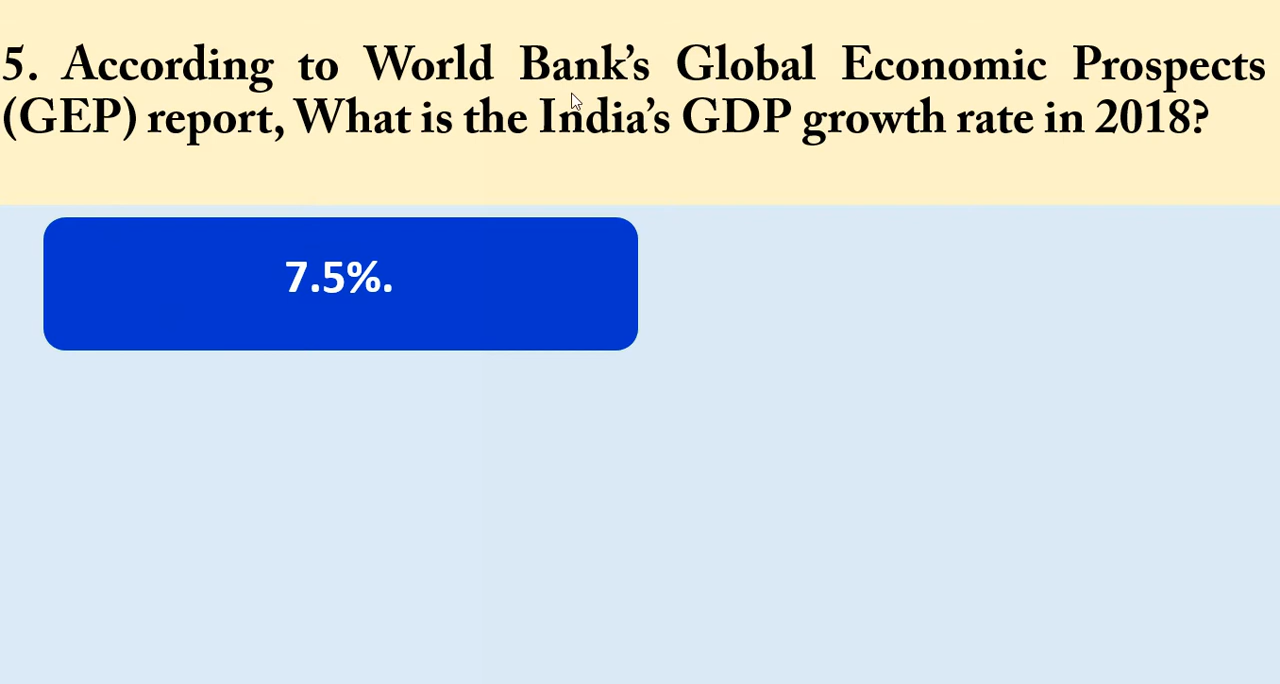 5. According to World Bank’s Global Economic Prospects
(GEP) report, What is the India’s GDP growth rate in 2018?
7.5%.